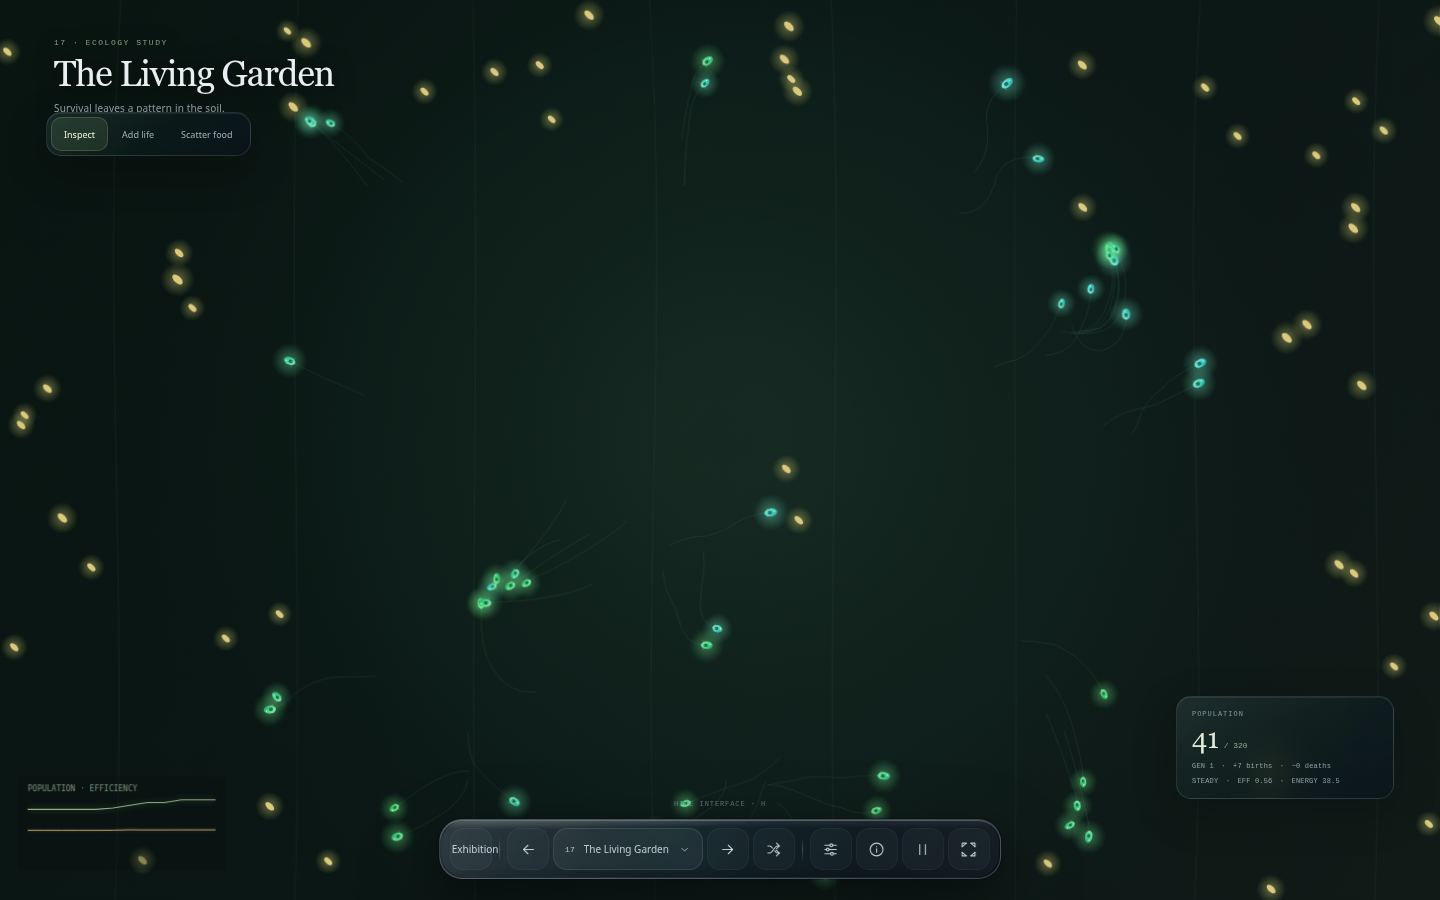 17 · ECOLOGY STUDY
The Living Garden
Survival leaves a pattern in the soil.
Inspect
Add life
Scatter food
POPULATION
41 / 320
GEN 1 · +7 births · −0 deaths
STEADY · EFF 0.56 · ENERGY 38.5
POPULATION · EFFICIENCY
HIDE INTERFACE · H
Exhibition
17 The Living Garden